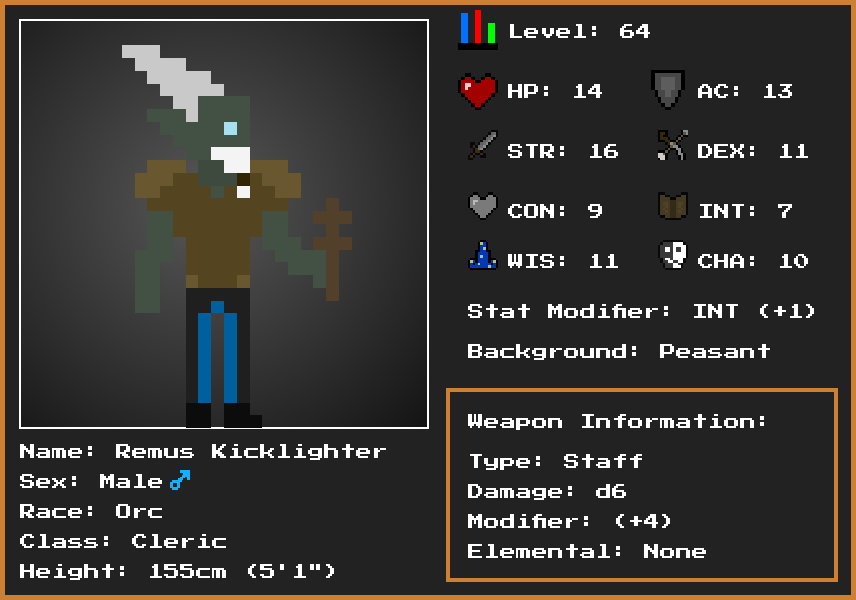 Level: 64
HP: 14 AC: 13
STR: 16 DEX: 11
CON: 9 INT: 7
WIS: 11 CHA: 10
Stat Modifier: INT (+1)
Background: Peasant
Weapon Information:
Type: Staff
Damage: d6
Modifier: (+4)
Elemental: None
Name: Remus Kicklighter
Sex: Male ♂
Race: Orc
Class: Cleric
Height: 155cm (5'1")